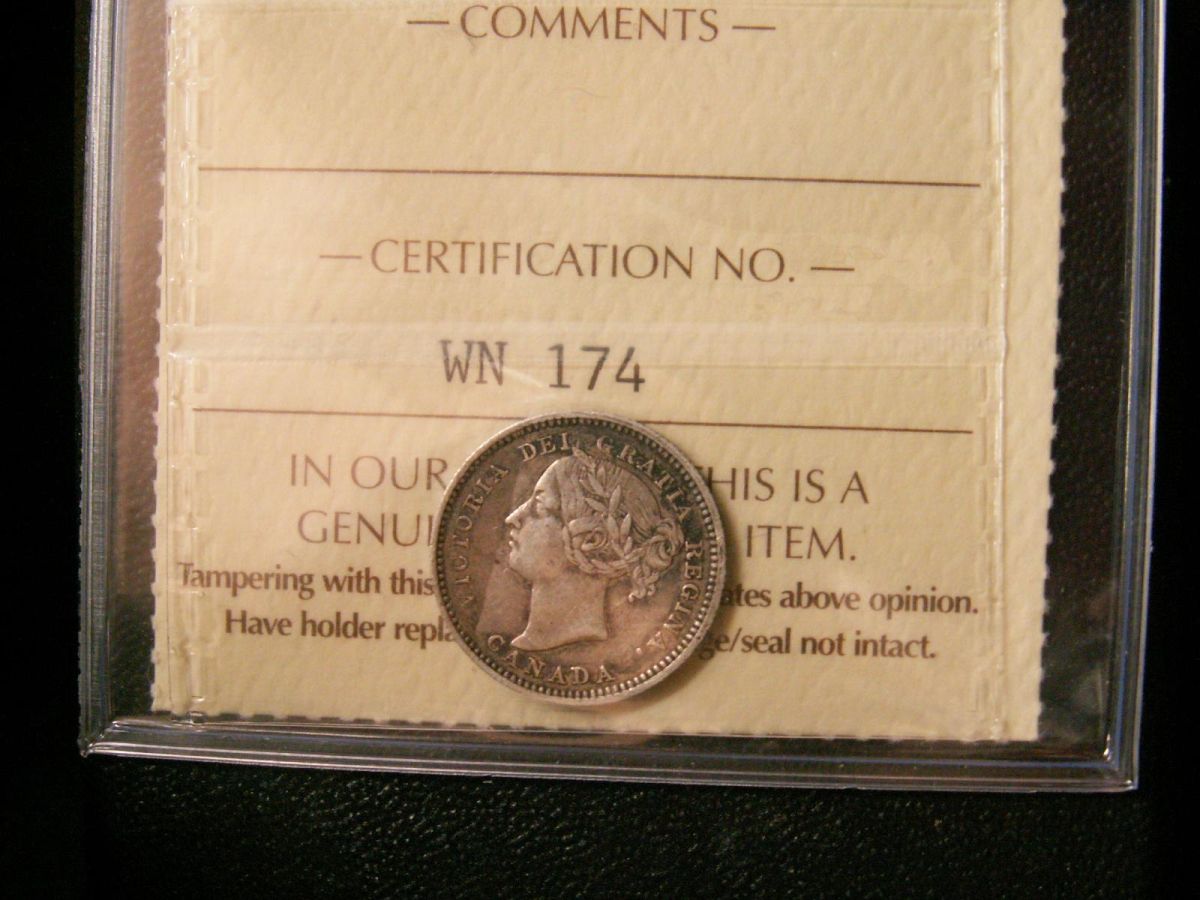 — COMMENTS —
— CERTIFICATION NO. —
WN 174
IN OUR HIS IS A
GENUI ITEM.
Tampering with this ates above opinion.
Have holder repla ge/seal not intact.
VICTORIA DEI GRATIA REGINA.
CANADA